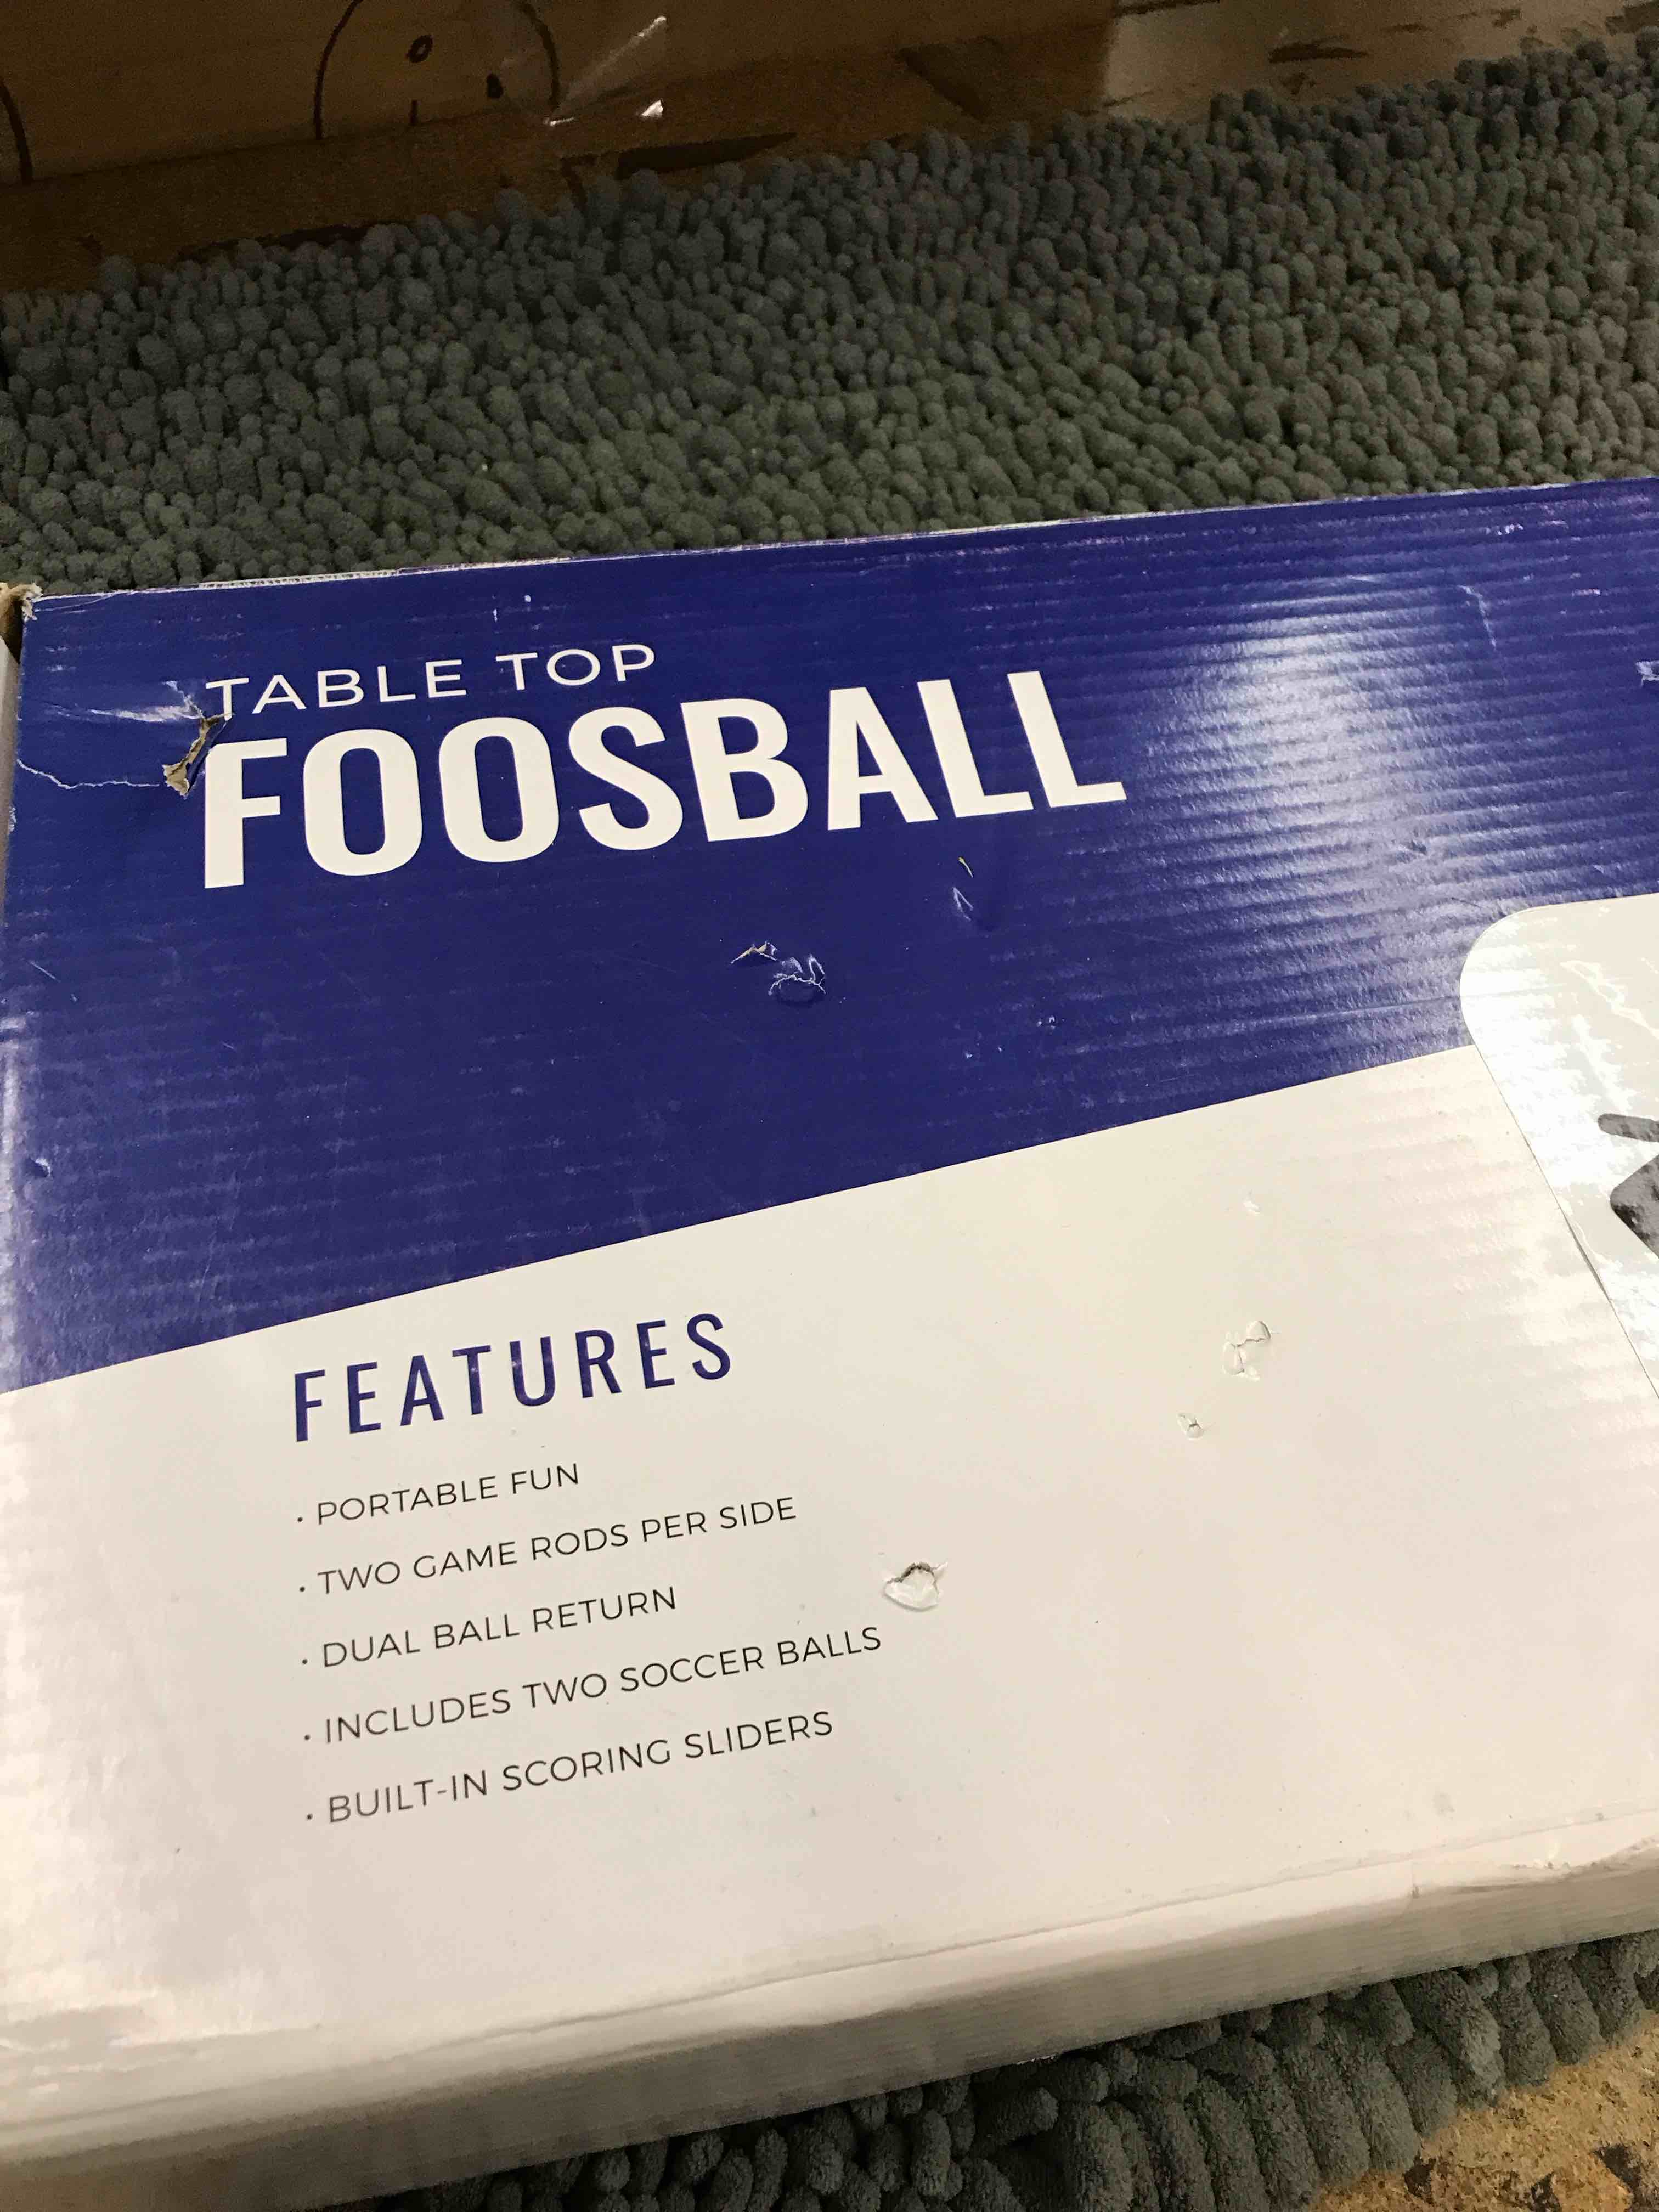 TABLE TOP
FOOSBALL
FEATURES
· PORTABLE FUN
· TWO GAME RODS PER SIDE
· DUAL BALL RETURN
· INCLUDES TWO SOCCER BALLS
· BUILT-IN SCORING SLIDERS